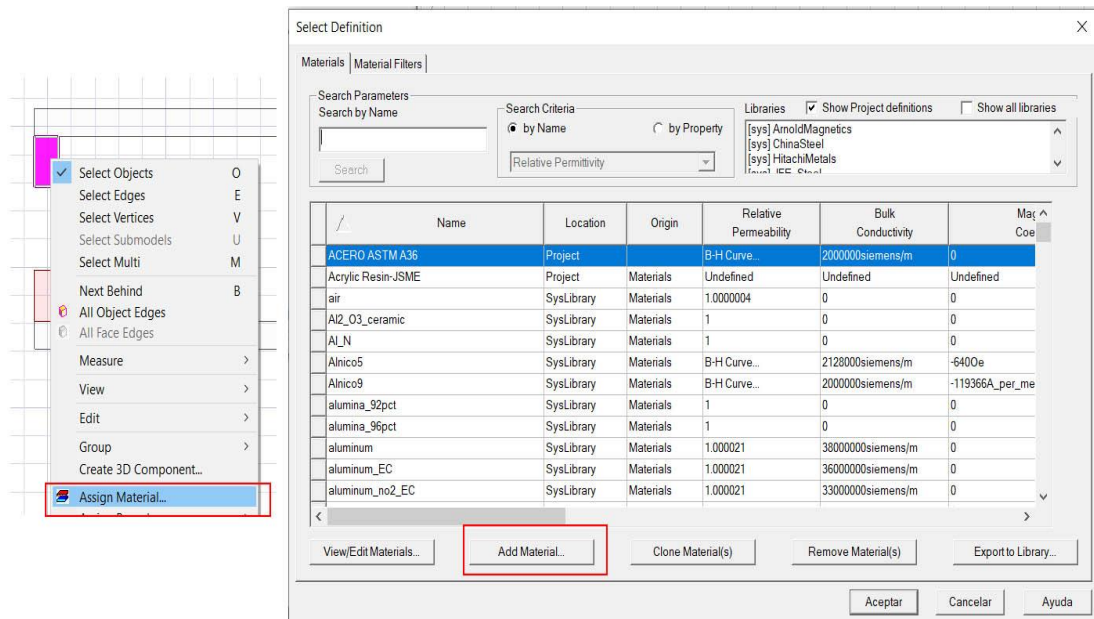 Select Objects O
Select Edges E
Select Vertices V
Select Submodels U
Select Multi M
Next Behind B
All Object Edges
All Face Edges
Measure
View
Edit
Group
Create 3D Component...
Assign Material...
Select Definition
Materials Material Filters
Search Parameters
Search by Name
Search
Search Criteria
by Name by Property
Relative Permittivity
Libraries Show Project definitions Show all libraries
[sys] ArnoldMagnetics
[sys] ChinaSteel
[sys] HitachiMetals
Name Location Origin Relative Permeability Bulk Conductivity Mag Coe
ACERO ASTM A36 Project B-H Curve... 2000000siemens/m 0
Acrylic Resin-JSME Project Materials Undefined Undefined Undefined
air SysLibrary Materials 1.0000004 0 0
Al2_O3_ceramic SysLibrary Materials 1 0 0
Al_N SysLibrary Materials 1 0 0
Alnico5 SysLibrary Materials B-H Curve... 2128000siemens/m -640Oe
Alnico9 SysLibrary Materials B-H Curve... 2000000siemens/m -119366A_per_me
alumina_92pct SysLibrary Materials 1 0 0
alumina_96pct SysLibrary Materials 1 0 0
aluminum SysLibrary Materials 1.000021 38000000siemens/m 0
aluminum_EC SysLibrary Materials 1.000021 36000000siemens/m 0
aluminum_no2_EC SysLibrary Materials 1.000021 33000000siemens/m 0
View/Edit Materials... Add Material... Clone Material(s) Remove Material(s) Export to Library...
Aceptar Cancelar Ayuda